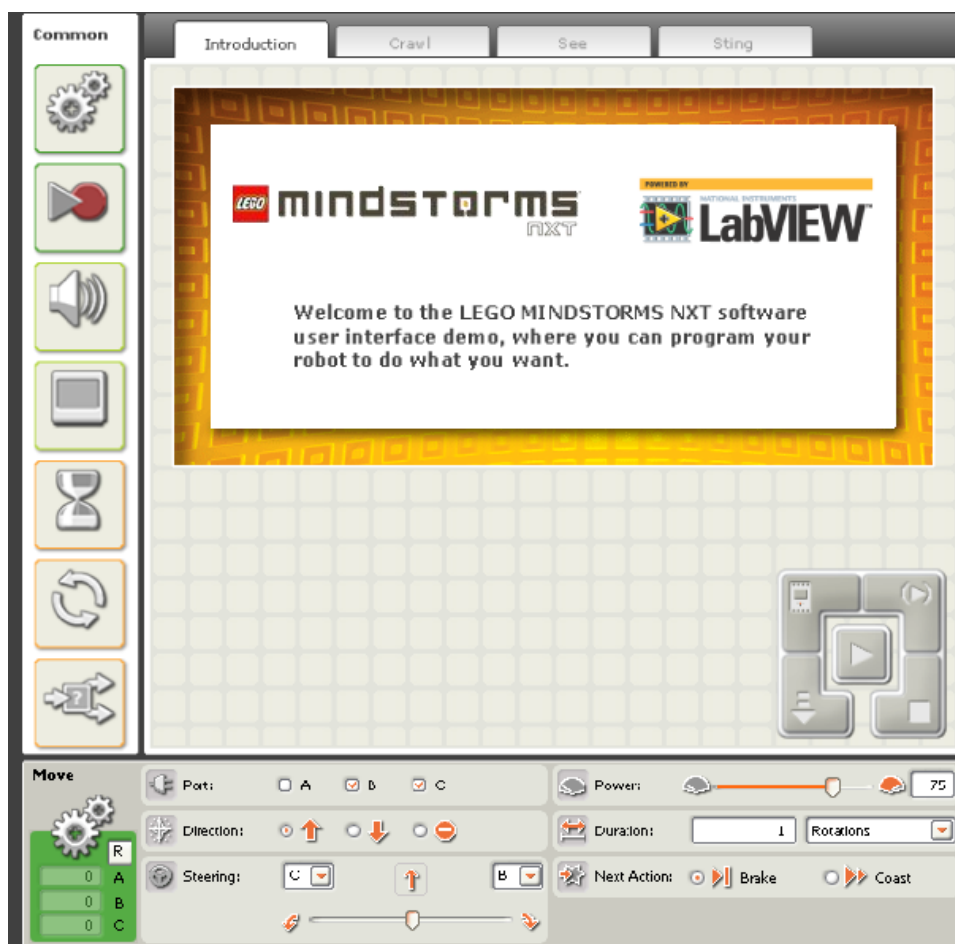 Common
Introduction
Crawl
See
Sting
LEGO mindstorms
NXT
POWERED BY
NATIONAL INSTRUMENTS
LabVIEW™
Welcome to the LEGO MINDSTORMS NXT software
user interface demo, where you can program your
robot to do what you want.
?
Move
R
0 A
0 B
0 C
Port: A B C
Direction:
Steering: C B
Power: 75
Duration: 1 Rotations
Next Action: Brake Coast